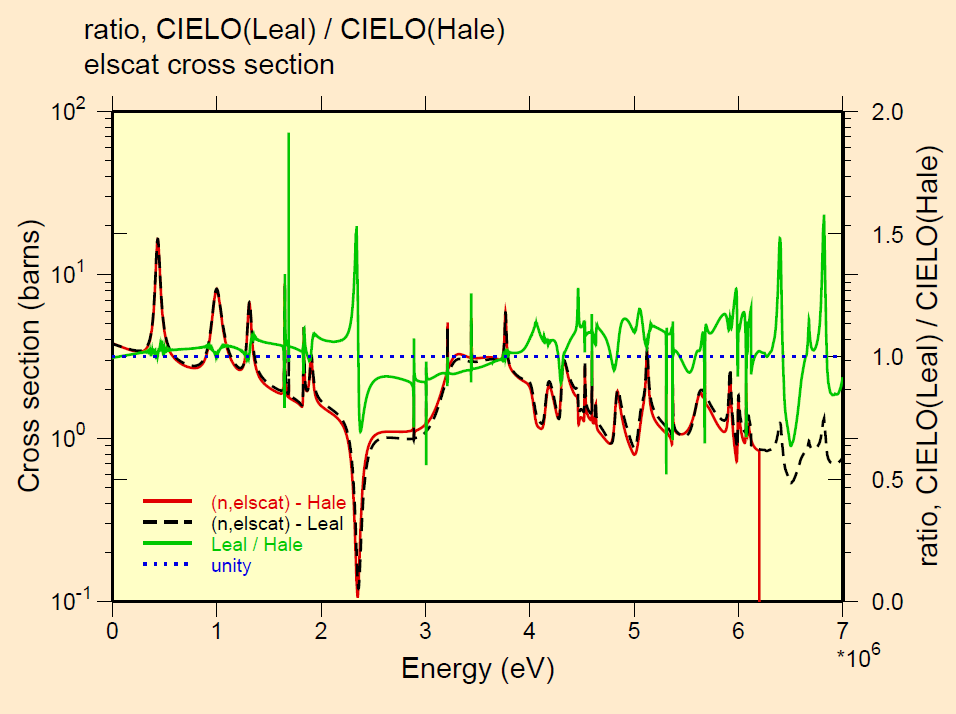 ratio, CIELO(Leal) / CIELO(Hale)
elscat cross section
10^2
10^1
10^0
10^-1
Cross section (barns)
2.0
1.5
1.0
0.5
0.0
ratio, CIELO(Leal) / CIELO(Hale)
(n,elscat) - Hale
(n,elscat) - Leal
Leal / Hale
unity
0 1 2 3 4 5 6 7
*10^6
Energy (eV)